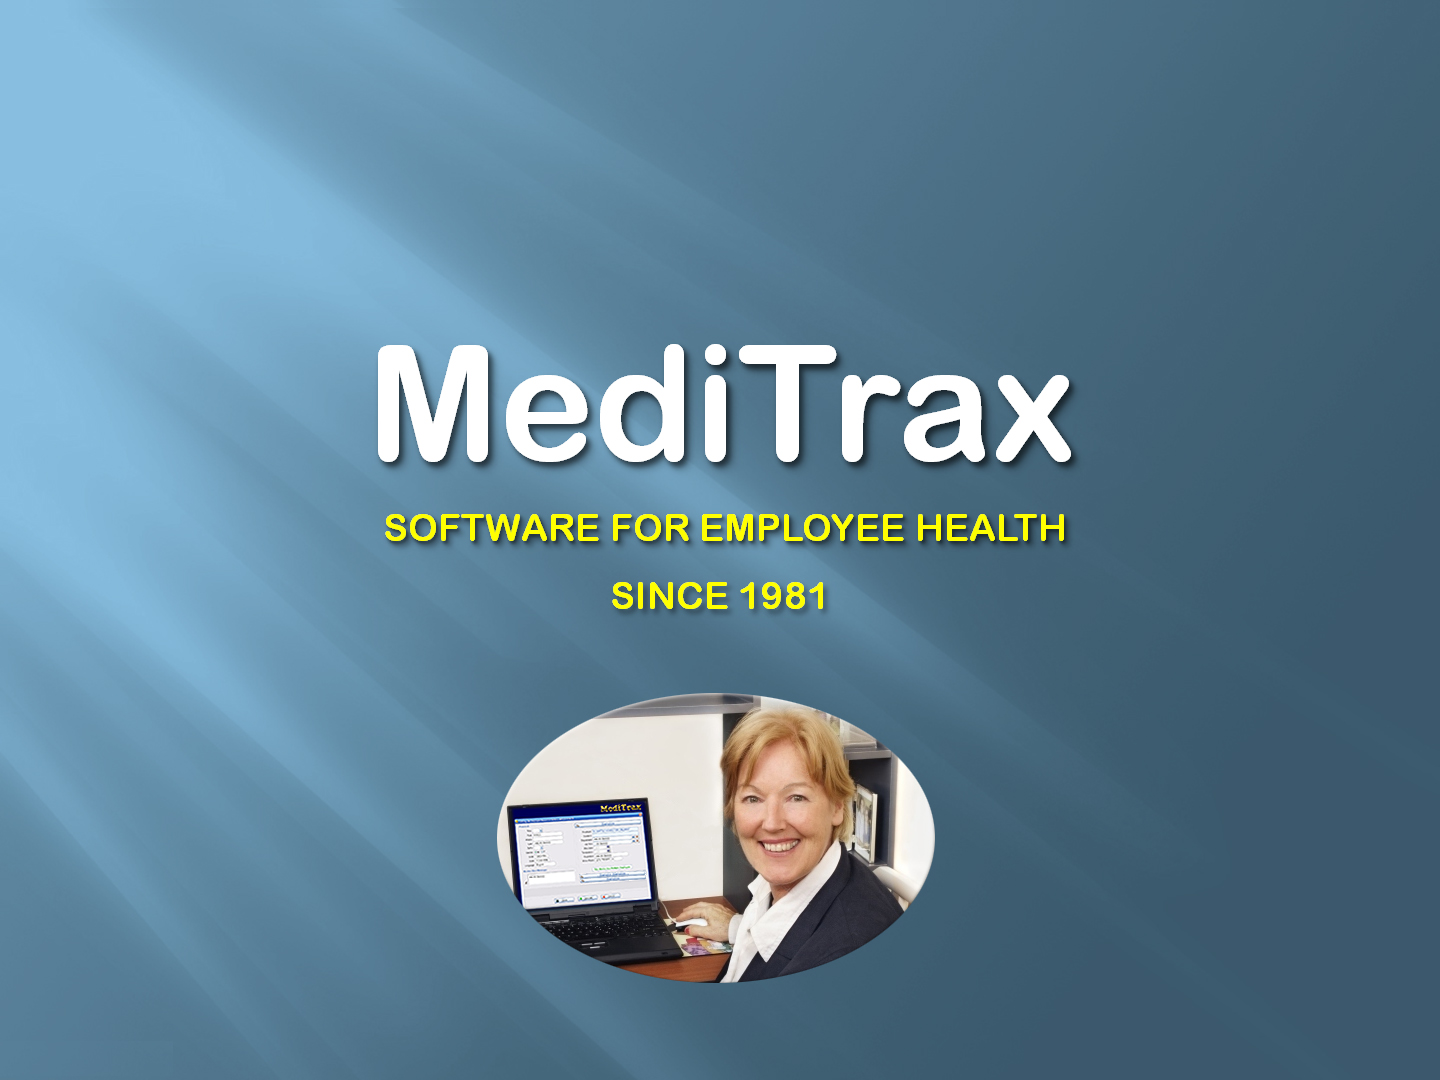 MediTrax
SOFTWARE FOR EMPLOYEE HEALTH
SINCE 1981
MediTrax